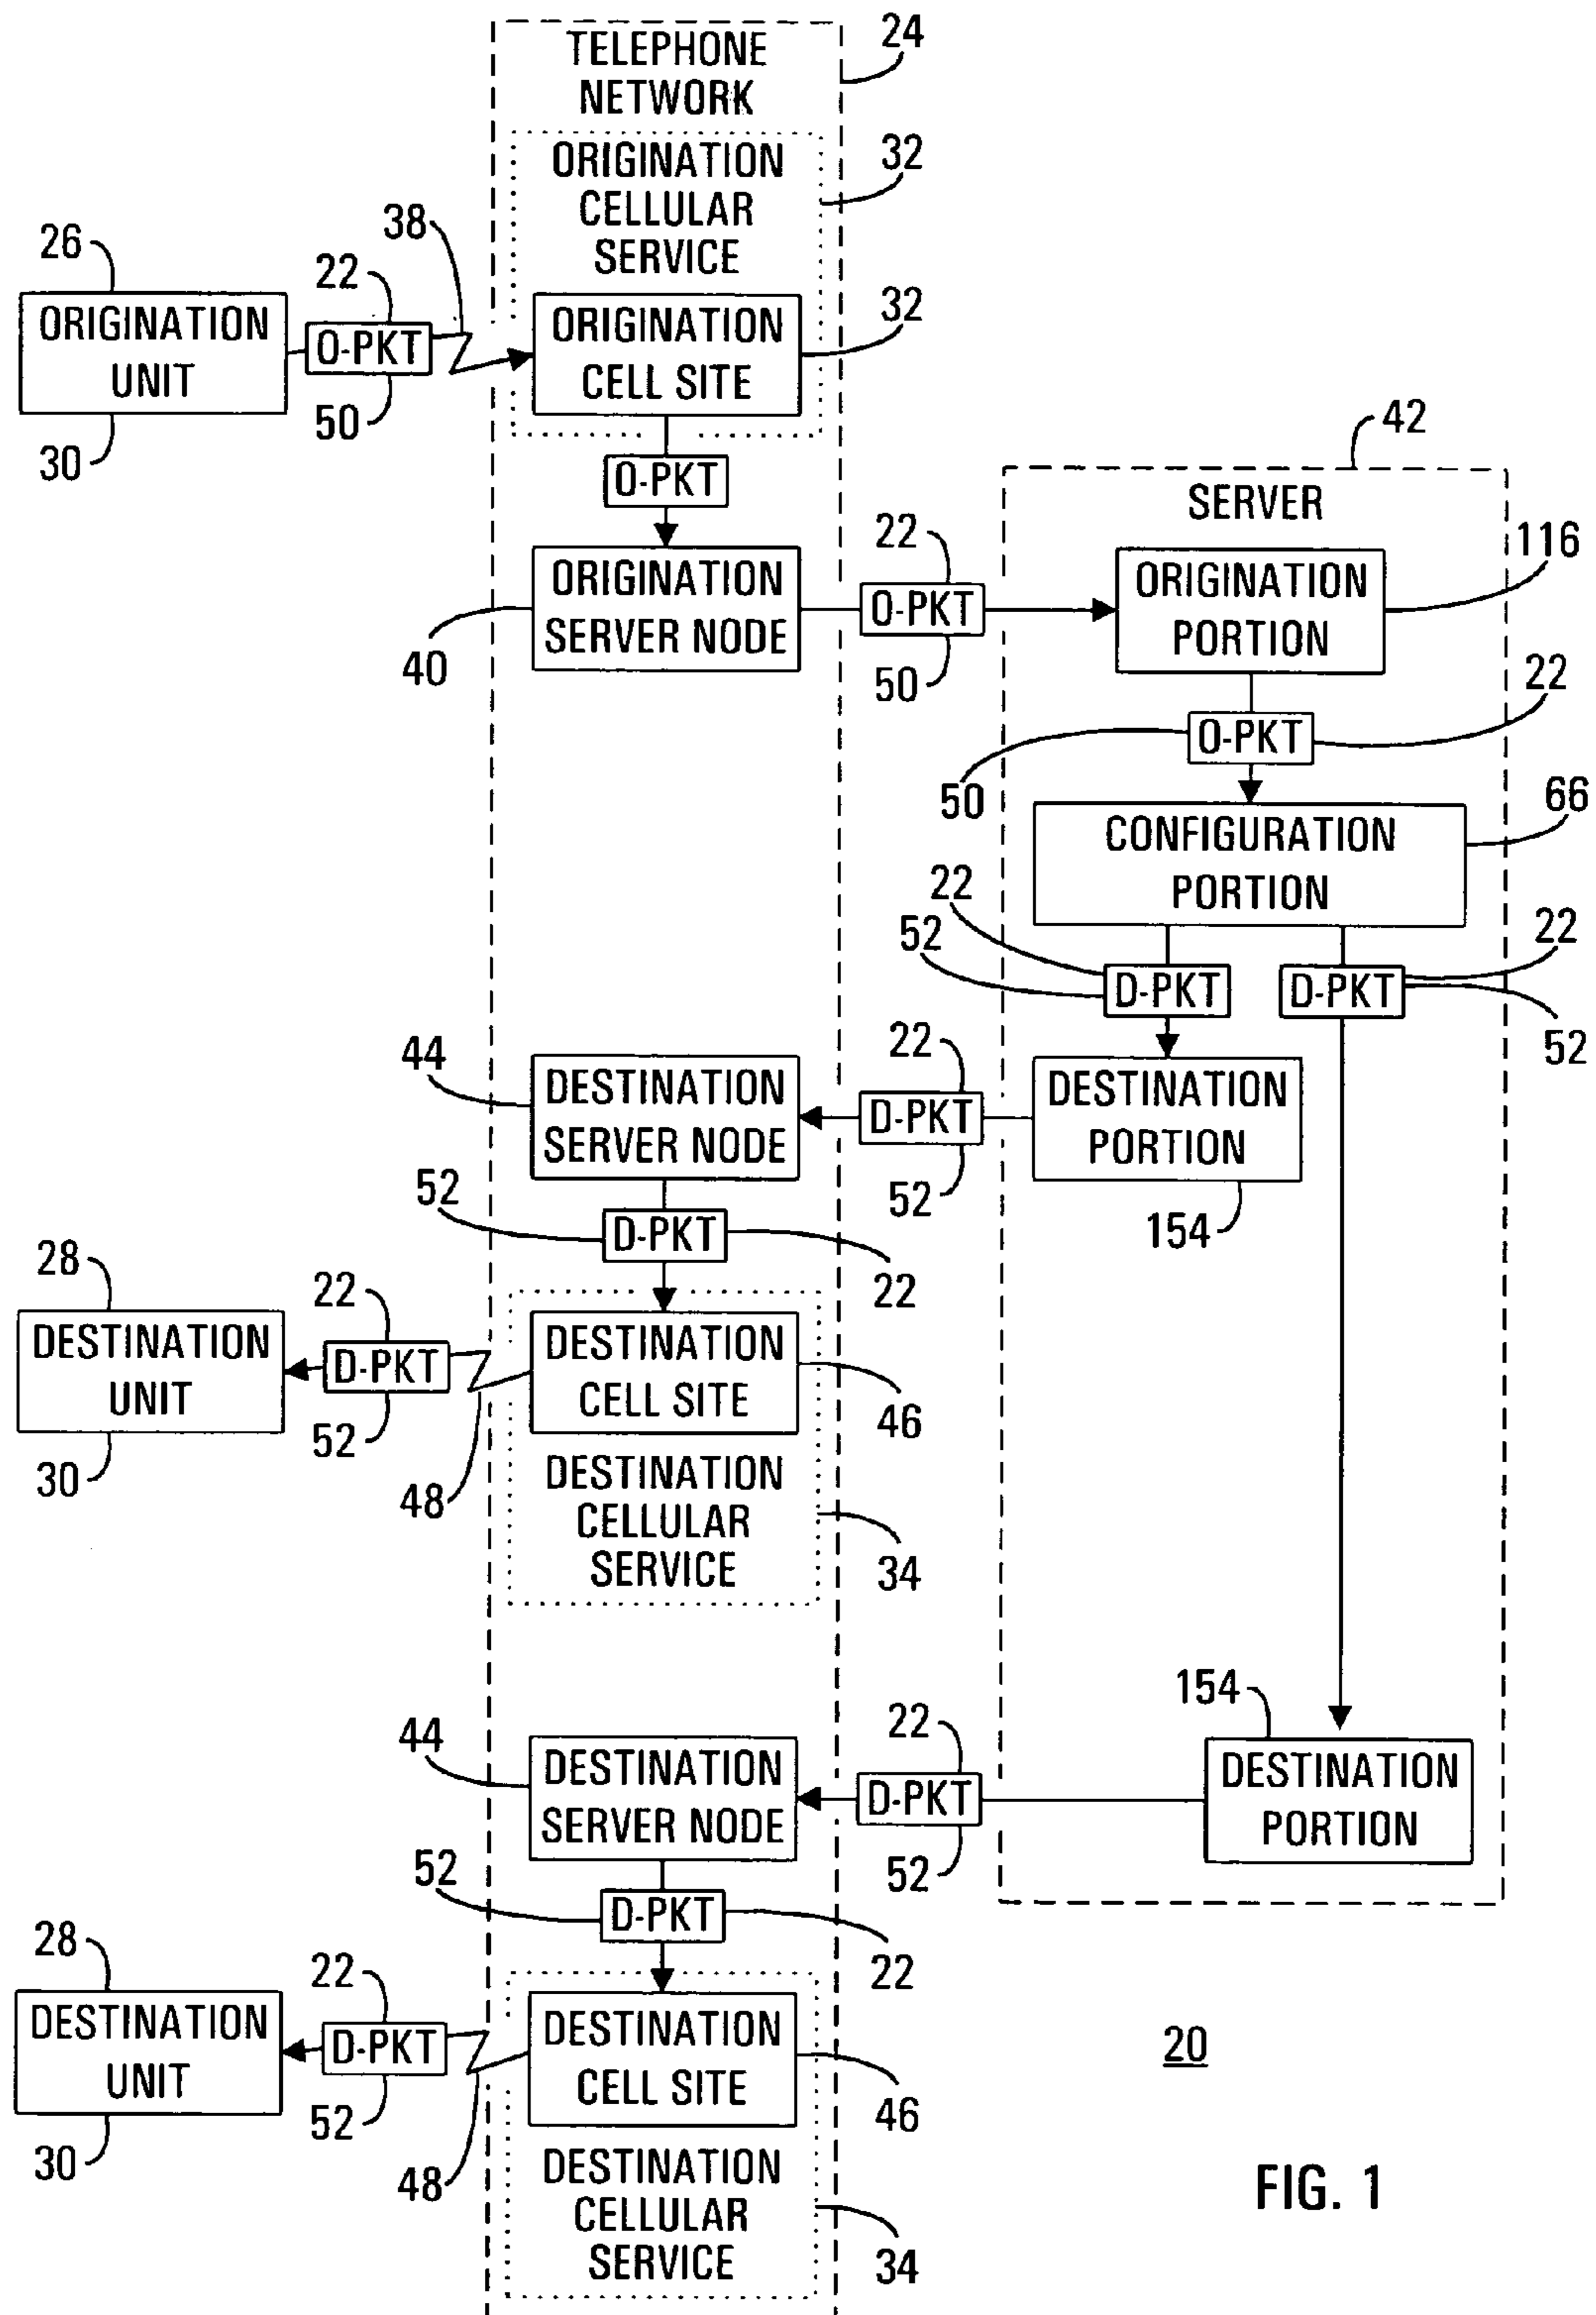 TELEPHONE
NETWORK
24
ORIGINATION
CELLULAR
SERVICE
32
26
22
38
ORIGINATION
UNIT
O-PKT
ORIGINATION
CELL SITE
32
30
50
O-PKT
42
SERVER
ORIGINATION
SERVER NODE
40
22
O-PKT
50
ORIGINATION
PORTION
116
22
O-PKT
50
CONFIGURATION
PORTION
66
22
52
D-PKT
D-PKT
22
52
44
DESTINATION
SERVER NODE
22
D-PKT
52
DESTINATION
PORTION
154
52
D-PKT
22
28
22
DESTINATION
UNIT
D-PKT
DESTINATION
CELL SITE
46
30
52
48
DESTINATION
CELLULAR
SERVICE
34
154
44
DESTINATION
SERVER NODE
22
D-PKT
52
DESTINATION
PORTION
52
D-PKT
22
28
22
DESTINATION
UNIT
D-PKT
DESTINATION
CELL SITE
46
30
52
48
DESTINATION
CELLULAR
SERVICE
34
20
FIG. 1